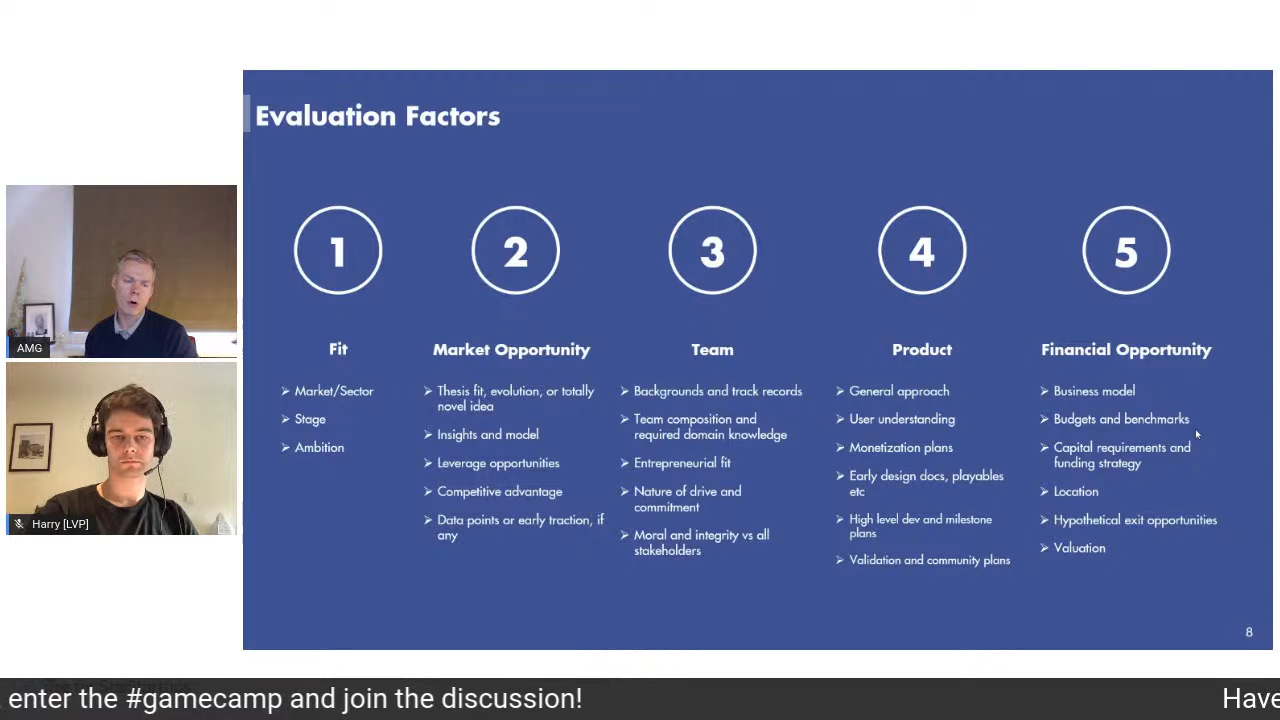 Evaluation Factors
1
2
3
4
5
Fit
Market Opportunity
Team
Product
Financial Opportunity
➢ Market/Sector
➢ Stage
➢ Ambition
➢ Thesis fit, evolution, or totally
novel idea
➢ Insights and model
➢ Leverage opportunities
➢ Competitive advantage
➢ Data points or early traction, if
any
➢ Backgrounds and track records
➢ Team composition and
required domain knowledge
➢ Entrepreneurial fit
➢ Nature of drive and
commitment
➢ Moral and integrity vs all
stakeholders
➢ General approach
➢ User understanding
➢ Monetization plans
➢ Early design docs, playables
etc
➢ High level dev and milestone
plans
➢ Validation and community plans
➢ Business model
➢ Budgets and benchmarks
➢ Capital requirements and
funding strategy
➢ Location
➢ Hypothetical exit opportunities
➢ Valuation
8
AMG
Harry [LVP]
enter the #gamecamp and join the discussion!
Have